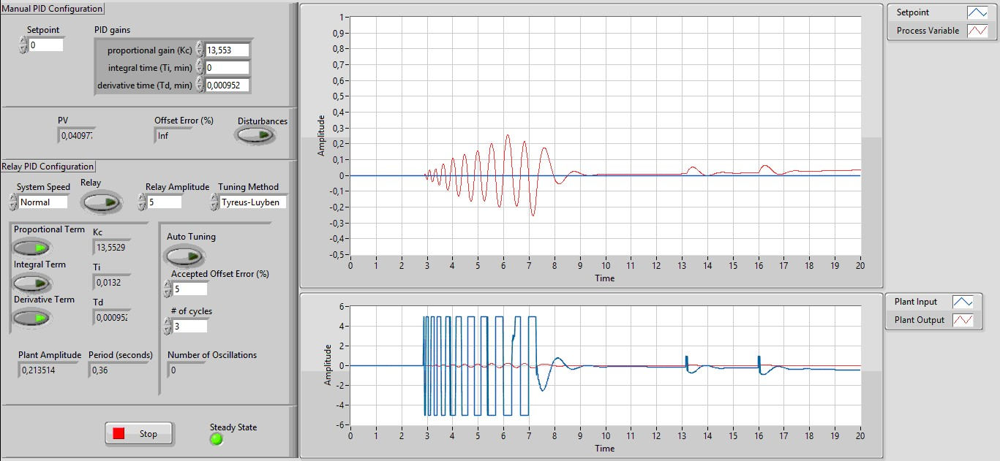 Manual PID Configuration
Setpoint
0
PID gains
proportional gain (Kc) 13,553
integral time (Ti, min) 0
derivative time (Td, min) 0,000952
PV
0,04097
Offset Error (%)
Inf
Disturbances
Relay PID Configuration
System Speed
Normal
Relay
Relay Amplitude
5
Tuning Method
Tyreus-Luyben
Proportional Term
Kc
13,5529
Integral Term
Ti
0,0132
Derivative Term
Td
0,00095
Auto Tuning
Accepted Offset Error (%)
5
# of cycles
3
Plant Amplitude
0,213514
Period (seconds)
0,36
Number of Oscillations
0
Stop
Steady State
Amplitude
1
0,9
0,8
0,7
0,6
0,5
0,4
0,3
0,2
0,1
0
-0,1
-0,2
-0,3
-0,4
-0,5
0 1 2 3 4 5 6 7 8 9 10 11 12 13 14 15 16 17 18 19 20
Time
Setpoint
Process Variable
Amplitude
6
4
2
0
-2
-4
-6
0 1 2 3 4 5 6 7 8 9 10 11 12 13 14 15 16 17 18 19 20
Time
Plant Input
Plant Output